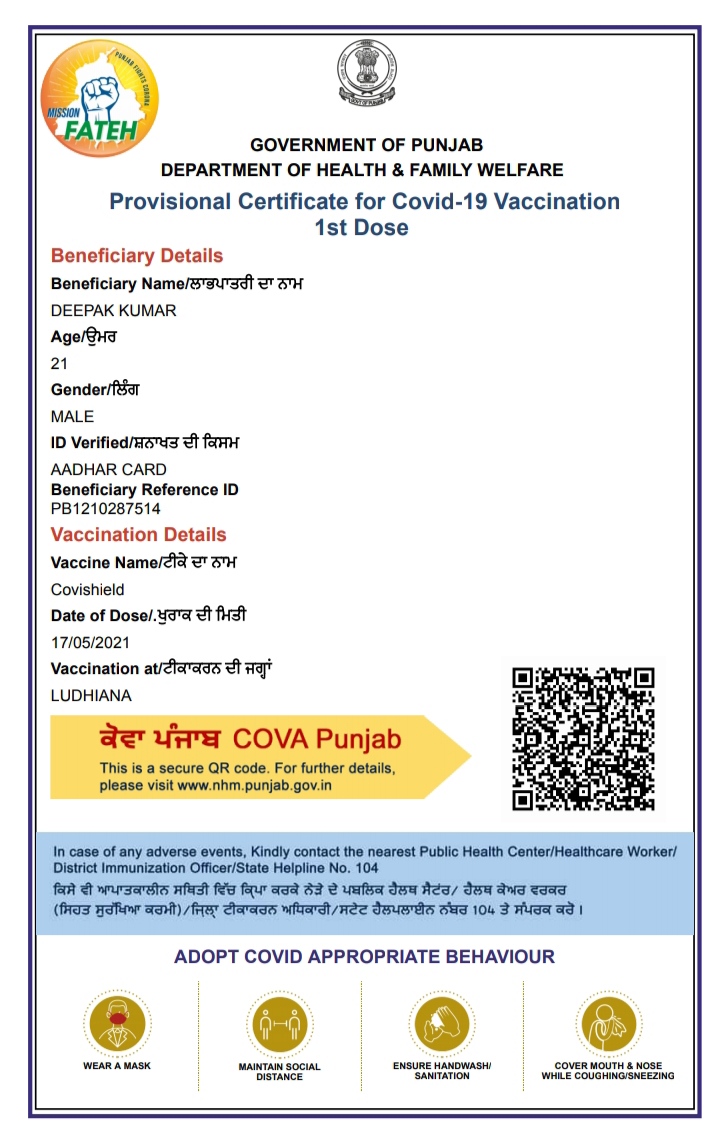 PUNJAB FIGHTS CORONA
MISSION
FATEH
GOVERNMENT OF PUNJAB
DEPARTMENT OF HEALTH & FAMILY WELFARE
Provisional Certificate for Covid-19 Vaccination
1st Dose
Beneficiary Details
Beneficiary Name/ਲਾਭਪਾਤਰੀ ਦਾ ਨਾਮ
DEEPAK KUMAR
Age/ਉਮਰ
21
Gender/ਲਿੰਗ
MALE
ID Verified/ਸ਼ਨਾਖਤ ਦੀ ਕਿਸਮ
AADHAR CARD
Beneficiary Reference ID
PB1210287514
Vaccination Details
Vaccine Name/ਟੀਕੇ ਦਾ ਨਾਮ
Covishield
Date of Dose/.ਖੁਰਾਕ ਦੀ ਮਿਤੀ
17/05/2021
Vaccination at/ਟੀਕਾਕਰਨ ਦੀ ਜਗ੍ਹਾਂ
LUDHIANA
ਕੋਵਾ ਪੰਜਾਬ COVA Punjab
This is a secure QR code. For further details,
please visit www.nhm.punjab.gov.in
In case of any adverse events, Kindly contact the nearest Public Health Center/Healthcare Worker/
District Immunization Officer/State Helpline No. 104
ਕਿਸੇ ਵੀ ਆਪਾਤਕਾਲੀਨ ਸਥਿਤੀ ਵਿੱਚ ਕਿ੍ਪਾ ਕਰਕੇ ਨੇੜੇ ਦੇ ਪਬਲਿਕ ਹੈਲਥ ਸੈਂਟਰ/ ਹੈਲਥ ਕੇਅਰ ਵਰਕਰ
(ਸਿਹਤ ਸੁਰੱਖਿਆ ਕਰਮੀ)/ਜਿਲ੍ਹਾ ਟੀਕਾਕਰਨ ਅਧਿਕਾਰੀ/ਸਟੇਟ ਹੈਲਪਲਾਈਨ ਨੰਬਰ 104 ਤੇ ਸੰਪਰਕ ਕਰੋ ।
ADOPT COVID APPROPRIATE BEHAVIOUR
WEAR A MASK
MAINTAIN SOCIAL
DISTANCE
ENSURE HANDWASH/
SANITATION
COVER MOUTH & NOSE
WHILE COUGHING/SNEEZING